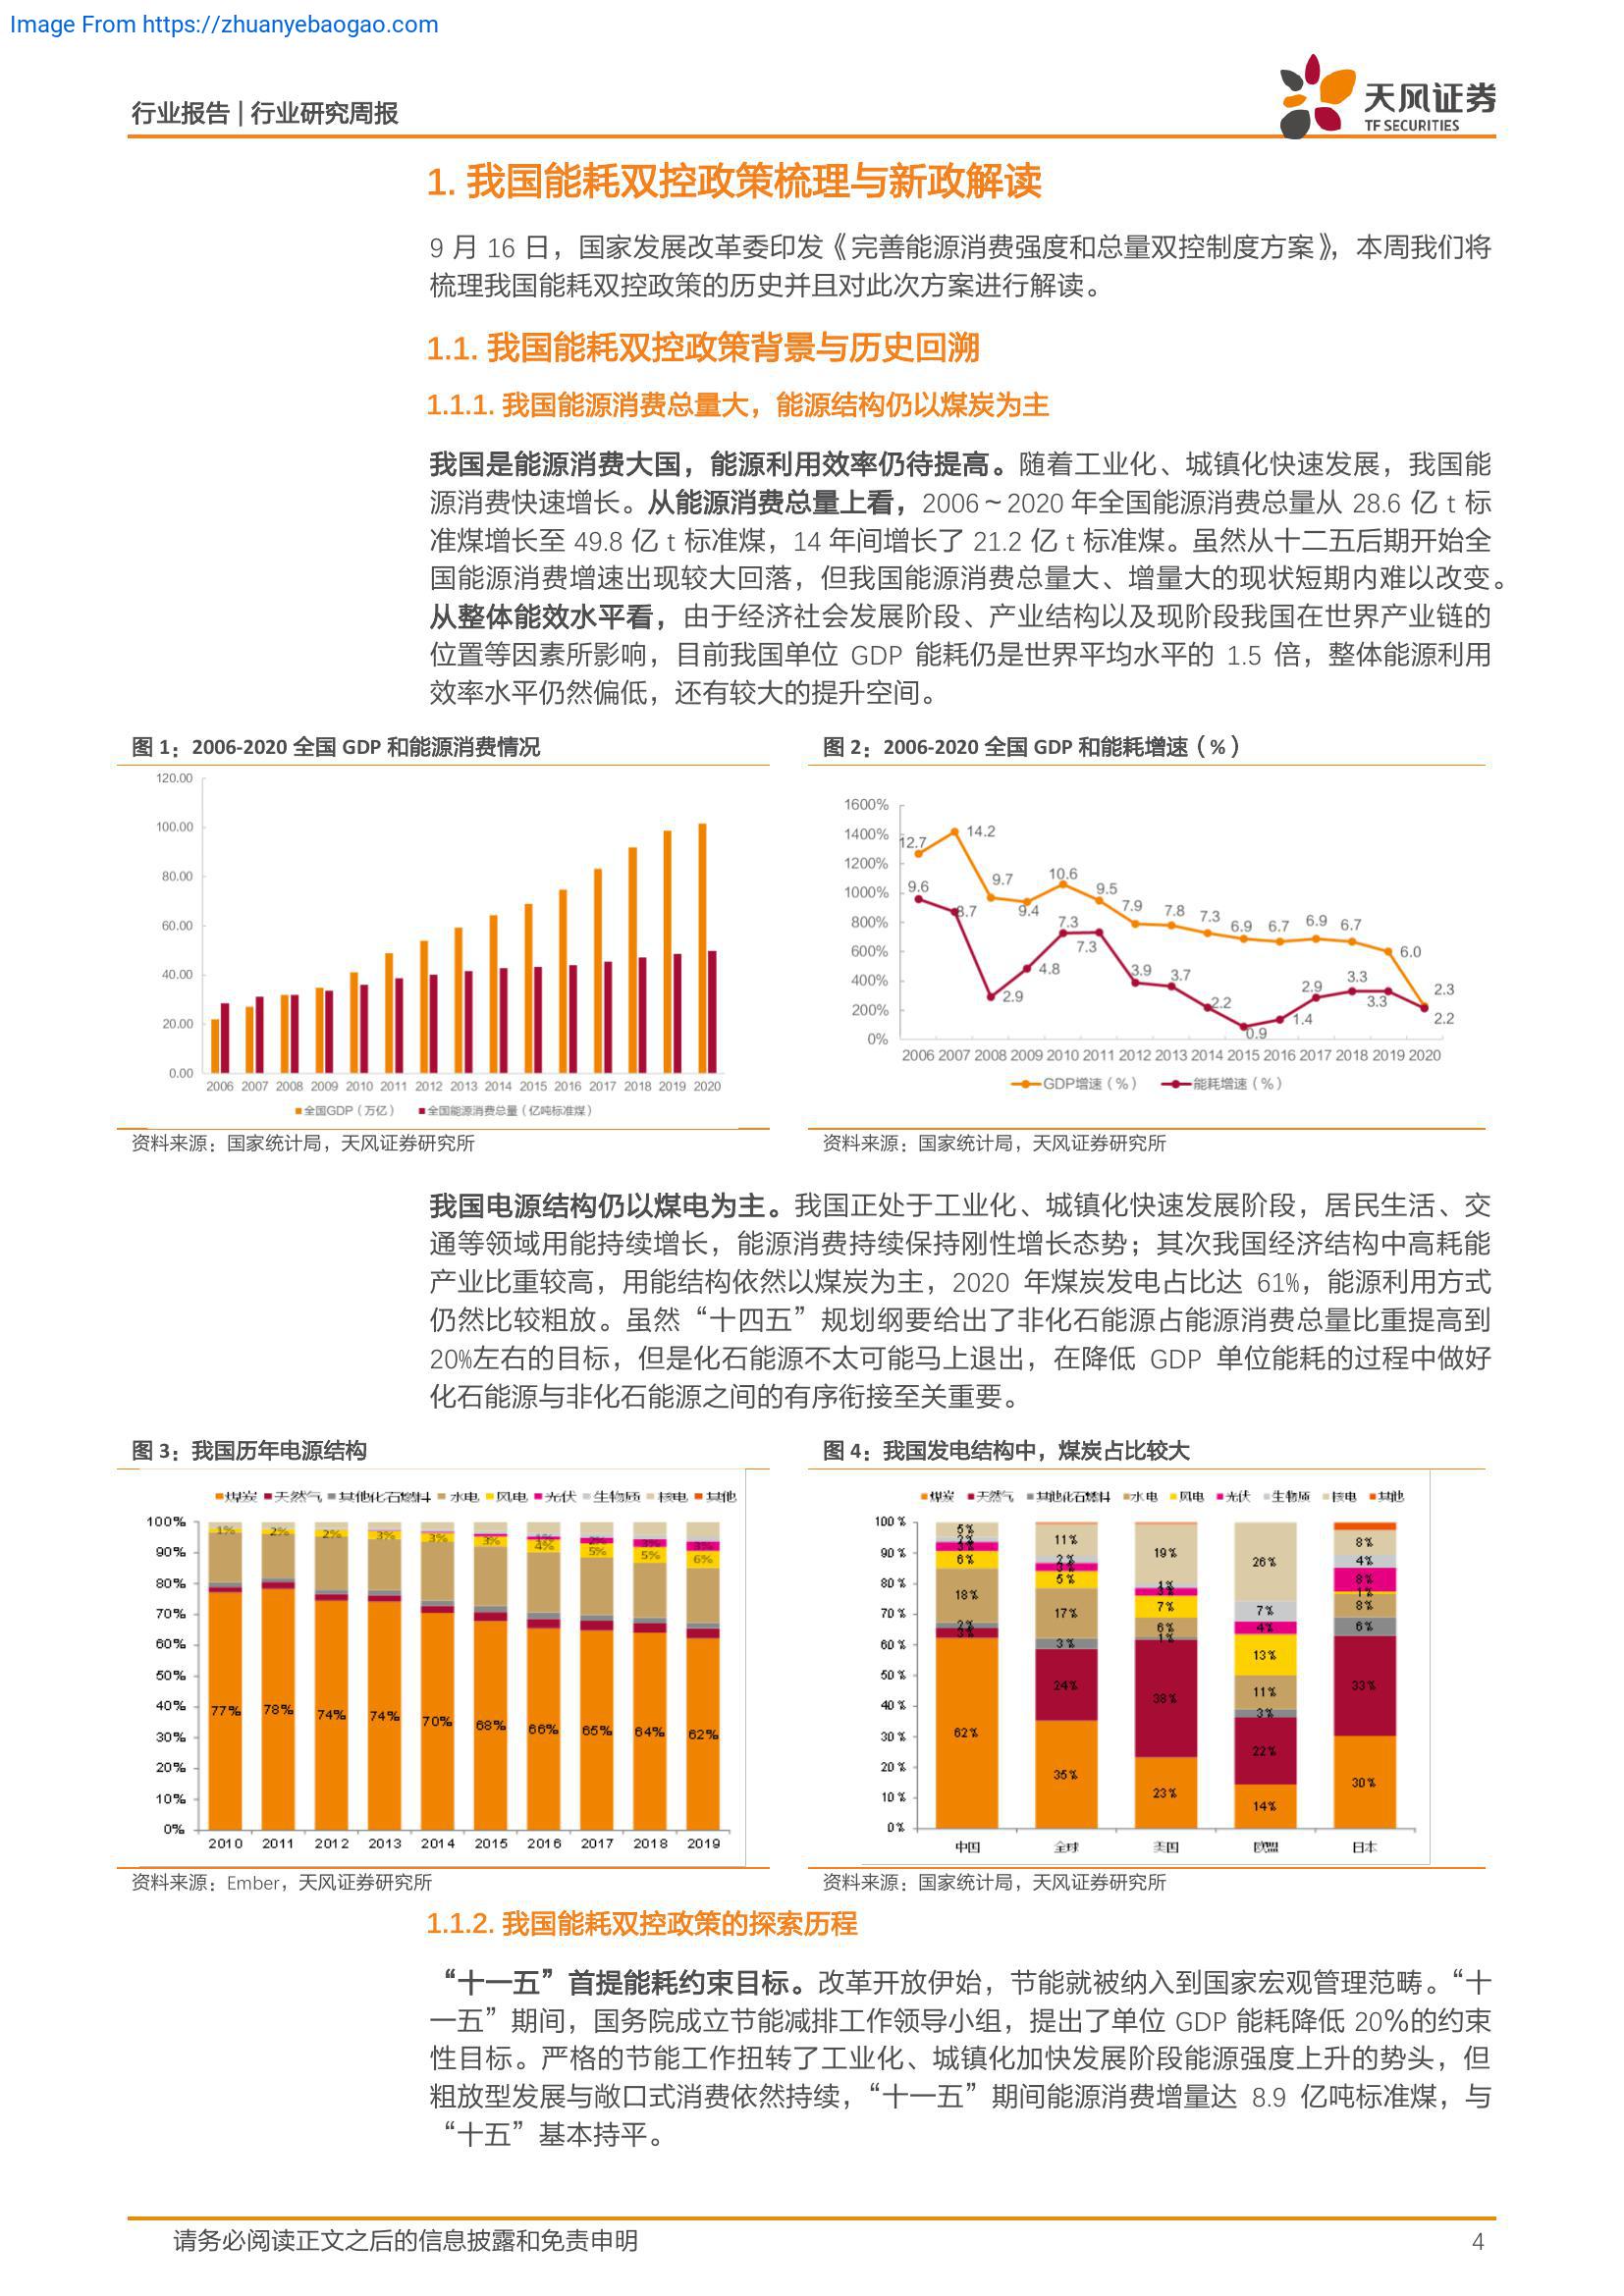 Image From https://zhuanyebaogao.com
行业报告 | 行业研究周报
天风证券
TF SECURITIES
1. 我国能耗双控政策梳理与新政解读
9 月 16 日，国家发展改革委印发《完善能源消费强度和总量双控制度方案》，本周我们将
梳理我国能耗双控政策的历史并且对此次方案进行解读。
1.1. 我国能耗双控政策背景与历史回溯
1.1.1. 我国能源消费总量大，能源结构仍以煤炭为主
我国是能源消费大国，能源利用效率仍待提高。随着工业化、城镇化快速发展，我国能
源消费快速增长。从能源消费总量上看，2006～2020 年全国能源消费总量从 28.6 亿 t 标
准煤增长至 49.8 亿 t 标准煤，14 年间增长了 21.2 亿 t 标准煤。虽然从十二五后期开始全
国能源消费增速出现较大回落，但我国能源消费总量大、增量大的现状短期内难以改变。
从整体能效水平看，由于经济社会发展阶段、产业结构以及现阶段我国在世界产业链的
位置等因素所影响，目前我国单位 GDP 能耗仍是世界平均水平的 1.5 倍，整体能源利用
效率水平仍然偏低，还有较大的提升空间。
图 1：2006-2020 全国 GDP 和能源消费情况
120.00
100.00
80.00
60.00
40.00
20.00
0.00
2006 2007 2008 2009 2010 2011 2012 2013 2014 2015 2016 2017 2018 2019 2020
全国GDP（万亿） 全国能源消费总量（亿吨标准煤）
资料来源：国家统计局，天风证券研究所
图 2：2006-2020 全国 GDP 和能耗增速（%）
1600%
1400%
1200%
1000%
800%
600%
400%
200%
0%
12.7 14.2 9.7 9.4 10.6 9.5 7.9 7.8 7.3 6.9 6.7 6.9 6.7 6.0 2.3
9.6 8.7 2.9 4.8 7.3 7.3 3.9 3.7 2.2 0.9 1.4 2.9 3.3 3.3 2.2
2006 2007 2008 2009 2010 2011 2012 2013 2014 2015 2016 2017 2018 2019 2020
GDP增速（%） 能耗增速（%）
资料来源：国家统计局，天风证券研究所
我国电源结构仍以煤电为主。我国正处于工业化、城镇化快速发展阶段，居民生活、交
通等领域用能持续增长，能源消费持续保持刚性增长态势；其次我国经济结构中高耗能
产业比重较高，用能结构依然以煤炭为主，2020 年煤炭发电占比达 61%，能源利用方式
仍然比较粗放。虽然“十四五”规划纲要给出了非化石能源占能源消费总量比重提高到
20%左右的目标，但是化石能源不太可能马上退出，在降低 GDP 单位能耗的过程中做好
化石能源与非化石能源之间的有序衔接至关重要。
图 3：我国历年电源结构
煤炭 天然气 其他化石燃料 水电 风电 光伏 生物质 核电 其他
100%
90%
80%
70%
60%
50%
40%
30%
20%
10%
0%
1% 2% 2% 3% 3% 3% 4% 5% 5% 6%
1% 2% 3% 3%
77% 78% 74% 74% 70% 68% 66% 65% 64% 62%
2010 2011 2012 2013 2014 2015 2016 2017 2018 2019
资料来源：Ember，天风证券研究所
图 4：我国发电结构中，煤炭占比较大
煤炭 天然气 其他化石燃料 水电 风电 光伏 生物质 核电 其他
100%
90%
80%
70%
60%
50%
40%
30%
20%
10%
0%
5% 2% 3% 6% 18% 2% 3% 62%
11% 2% 3% 5% 17% 3% 24% 35%
19% 1% 3% 7% 6% 1% 38% 23%
26% 7% 4% 13% 11% 3% 22% 14%
8% 4% 8% 1% 8% 6% 33% 30%
中国 全球 美国 欧盟 日本
资料来源：国家统计局，天风证券研究所
1.1.2. 我国能耗双控政策的探索历程
“十一五”首提能耗约束目标。改革开放伊始，节能就被纳入到国家宏观管理范畴。“十
一五”期间，国务院成立节能减排工作领导小组，提出了单位 GDP 能耗降低 20%的约束
性目标。严格的节能工作扭转了工业化、城镇化加快发展阶段能源强度上升的势头，但
粗放型发展与敞口式消费依然持续，“十一五”期间能源消费增量达 8.9 亿吨标准煤，与
“十五”基本持平。
请务必阅读正文之后的信息披露和免责申明
4